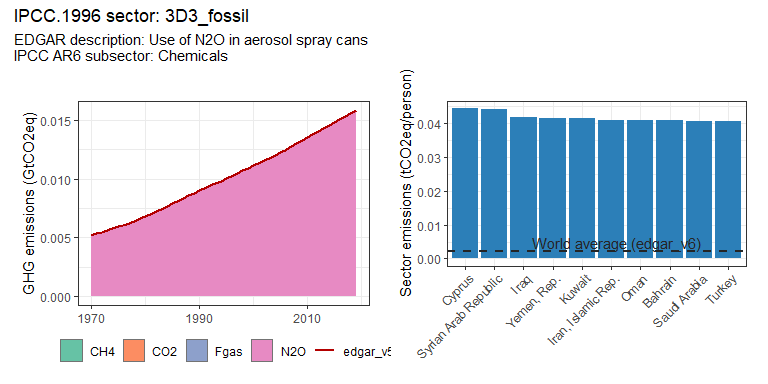 IPCC.1996 sector: 3D3_fossil
EDGAR description: Use of N2O in aerosol spray cans
IPCC AR6 subsector: Chemicals
GHG emissions (GtCO2eq)
0.015
0.010
0.005
0.000
1970
1990
2010
CH4
CO2
Fgas
N2O
edgar_v6
Sector emissions (tCO2eq/person)
0.04
0.03
0.02
0.01
0.00
World average (edgar_v6)
Cyprus
Syrian Arab Republic
Iraq
Yemen, Rep.
Kuwait
Iran, Islamic Rep.
Oman
Bahrain
Saudi Arabia
Turkey